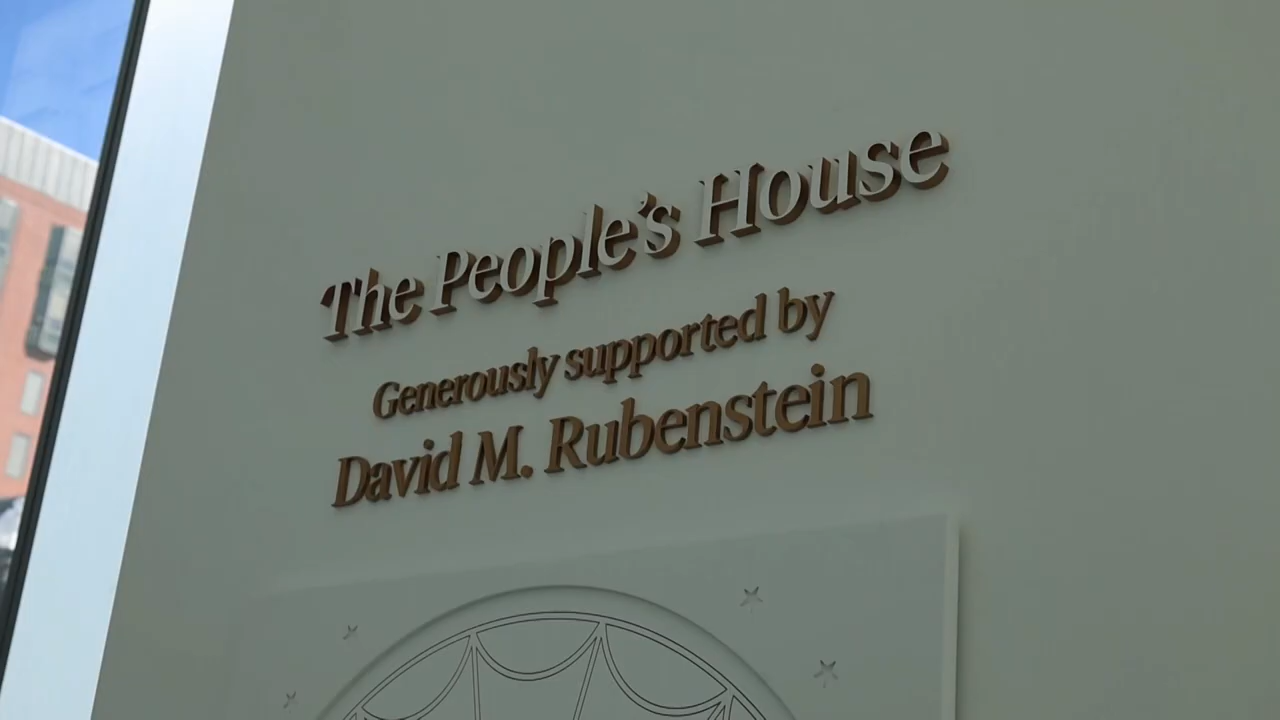 The People's House
Generously supported by
David M. Rubenstein